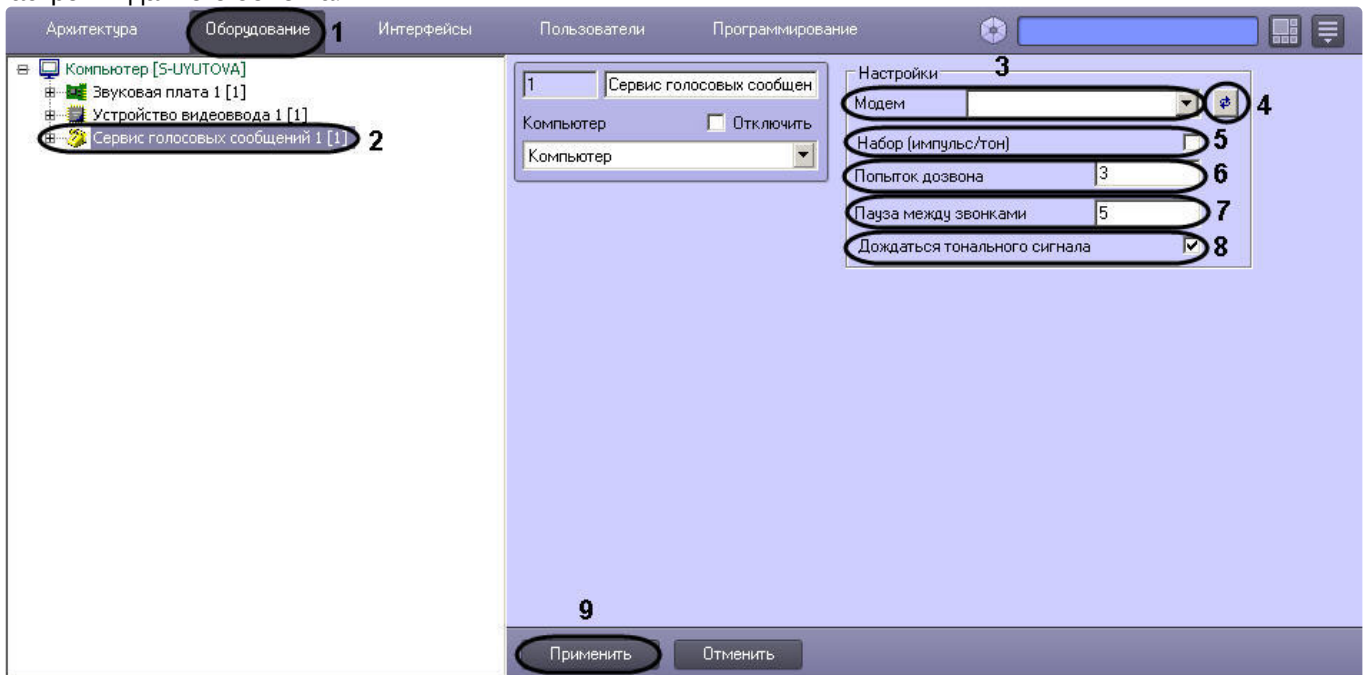 Архитектура Оборудование 1 Интерфейсы Пользователи Программирование
Компьютер [S-UYUTOVA]
Звуковая плата 1 [1]
Устройство видеоввода 1 [1]
Сервис голосовых сообщений 1 [1] 2
1 Сервис голосовых сообщен
Компьютер Отключить
Компьютер
Настройки 3
Модем 4
Набор (импульс/тон) 5
Попыток дозвона 3 6
Пауза между звонками 5 7
Дождаться тонального сигнала 8
9
Применить Отменить